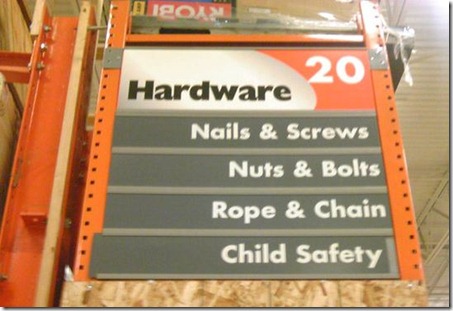 RYOBI
Hardware 20
Nails & Screws
Nuts & Bolts
Rope & Chain
Child Safety